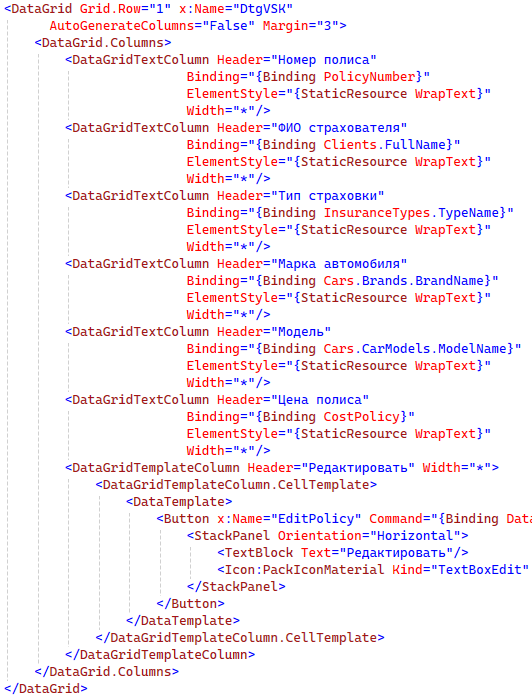 <DataGrid Grid.Row="1" x:Name="DtgVSK"
AutoGenerateColumns="False" Margin="3">
<DataGrid.Columns>
<DataGridTextColumn Header="Номер полиса"
Binding="{Binding PolicyNumber}"
ElementStyle="{StaticResource WrapText}"
Width="*"/>
<DataGridTextColumn Header="ФИО страхователя"
Binding="{Binding Clients.FullName}"
ElementStyle="{StaticResource WrapText}"
Width="*"/>
<DataGridTextColumn Header="Тип страховки"
Binding="{Binding InsuranceTypes.TypeName}"
ElementStyle="{StaticResource WrapText}"
Width="*"/>
<DataGridTextColumn Header="Марка автомобиля"
Binding="{Binding Cars.Brands.BrandName}"
ElementStyle="{StaticResource WrapText}"
Width="*"/>
<DataGridTextColumn Header="Модель"
Binding="{Binding Cars.CarModels.ModelName}"
ElementStyle="{StaticResource WrapText}"
Width="*"/>
<DataGridTextColumn Header="Цена полиса"
Binding="{Binding CostPolicy}"
ElementStyle="{StaticResource WrapText}"
Width="*"/>
<DataGridTemplateColumn Header="Редактировать" Width="*">
<DataGridTemplateColumn.CellTemplate>
<DataTemplate>
<Button x:Name="EditPolicy" Command="{Binding Dat
<StackPanel Orientation="Horizontal">
<TextBlock Text="Редактировать"/>
<Icon:PackIconMaterial Kind="TextBoxEdit"
</StackPanel>
</Button>
</DataTemplate>
</DataGridTemplateColumn.CellTemplate>
</DataGridTemplateColumn>
</DataGrid.Columns>
</DataGrid>